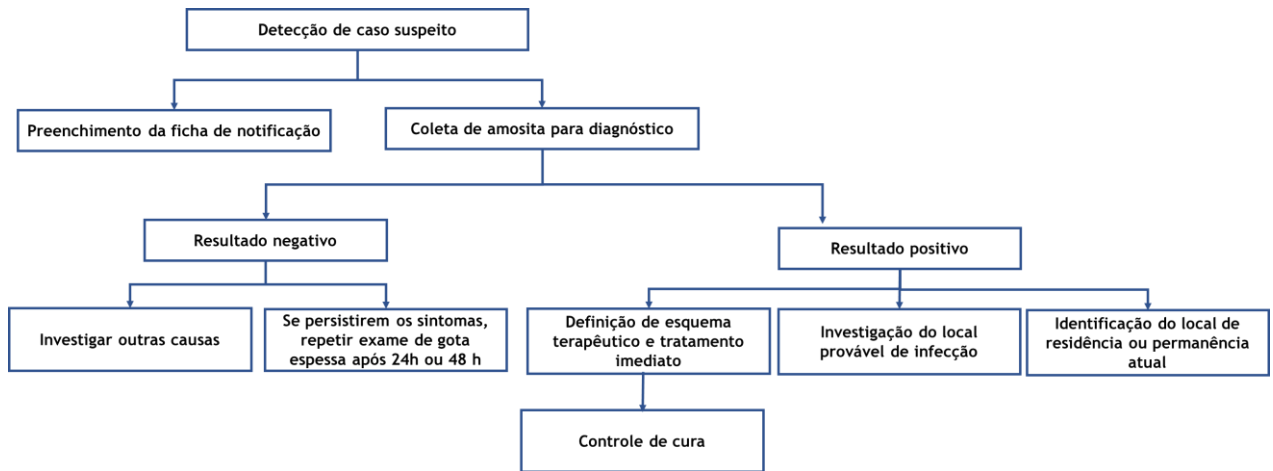 Detecção de caso suspeito
Preenchimento da ficha de notificação
Coleta de amosita para diagnóstico
Resultado negativo
Resultado positivo
Investigar outras causas
Se persistirem os sintomas,
repetir exame de gota
espessa após 24h ou 48 h
Definição de esquema
terapêutico e tratamento
imediato
Investigação do local
provável de infecção
Identificação do local de
residência ou permanência
atual
Controle de cura